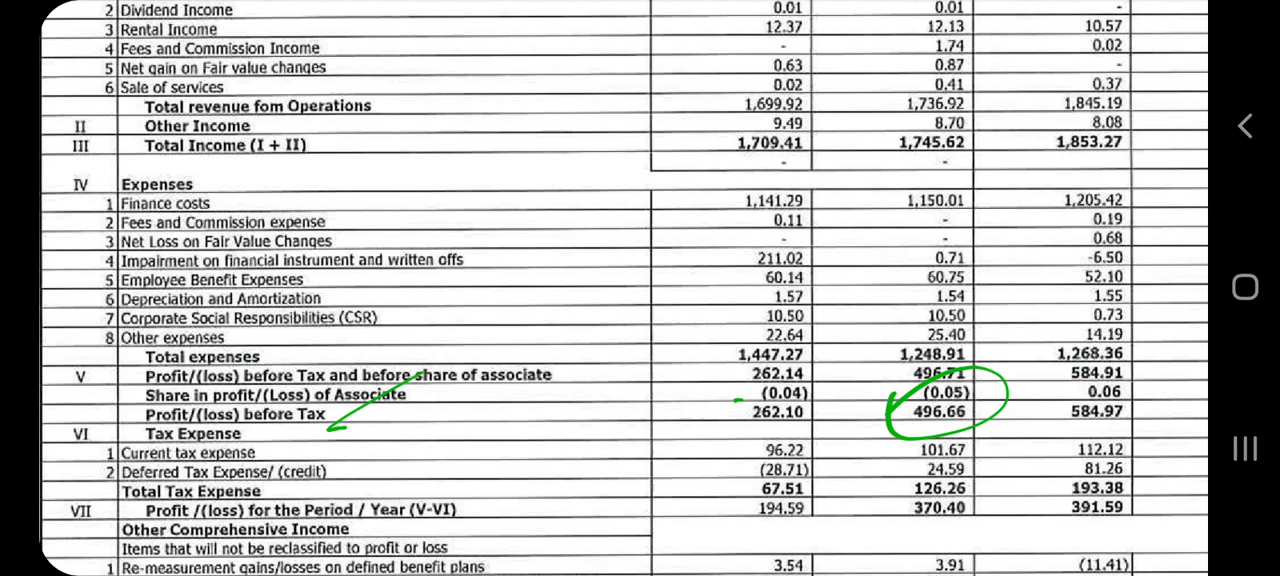 2 Dividend Income 0.01 0.01 -
3 Rental Income 12.37 12.13 10.57
4 Fees and Commission Income - 1.74 0.02
5 Net gain on Fair value changes 0.63 0.87 -
6 Sale of services 0.02 0.41 0.37
Total revenue fom Operations 1,699.92 1,736.92 1,845.19
II Other Income 9.49 8.70 8.08
III Total Income (I + II) 1,709.41 1,745.62 1,853.27
- -
IV Expenses
1 Finance costs 1,141.29 1,150.01 1,205.42
2 Fees and Commission expense 0.11 - 0.19
3 Net Loss on Fair Value Changes - - 0.68
4 Impairment on financial instrument and written offs 211.02 0.71 -6.50
5 Employee Benefit Expenses 60.14 60.75 52.10
6 Depreciation and Amortization 1.57 1.54 1.55
7 Corporate Social Responsibilities (CSR) 10.50 10.50 0.73
8 Other expenses 22.64 25.40 14.19
Total expenses 1,447.27 1,248.91 1,268.36
V Profit/(loss) before Tax and before share of associate 262.14 496.71 584.91
Share in profit/(Loss) of Associate (0.04) (0.05) 0.06
Profit/(loss) before Tax 262.10 496.66 584.97
VI Tax Expense
1 Current tax expense 96.22 101.67 112.12
2 Deferred Tax Expense/ (credit) (28.71) 24.59 81.26
Total Tax Expense 67.51 126.26 193.38
VII Profit /(loss) for the Period / Year (V-VI) 194.59 370.40 391.59
Other Comprehensive Income
Items that will not be reclassified to profit or loss
1 Re-measurement gains/losses on defined benefit plans 3.54 3.91 (11.41)